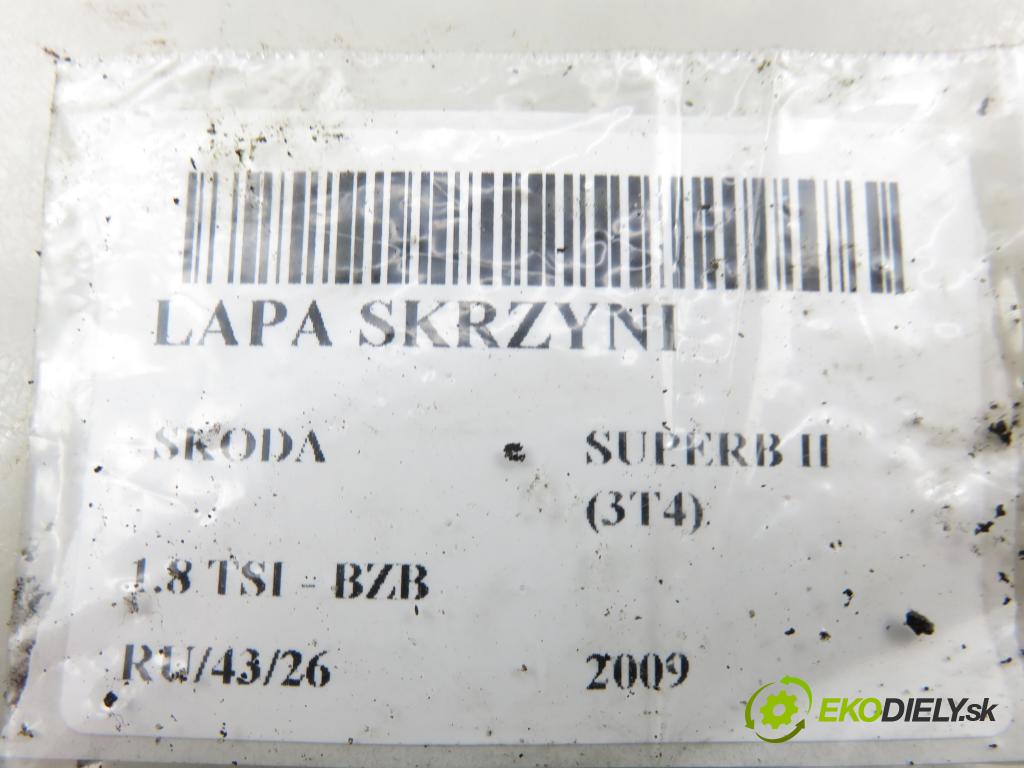 LAPA SKRZYNI
SKODA
SUPERB II
(3T4)
1.8 TSI - BZB
RU/43/26
2009
EKODIELY.sk